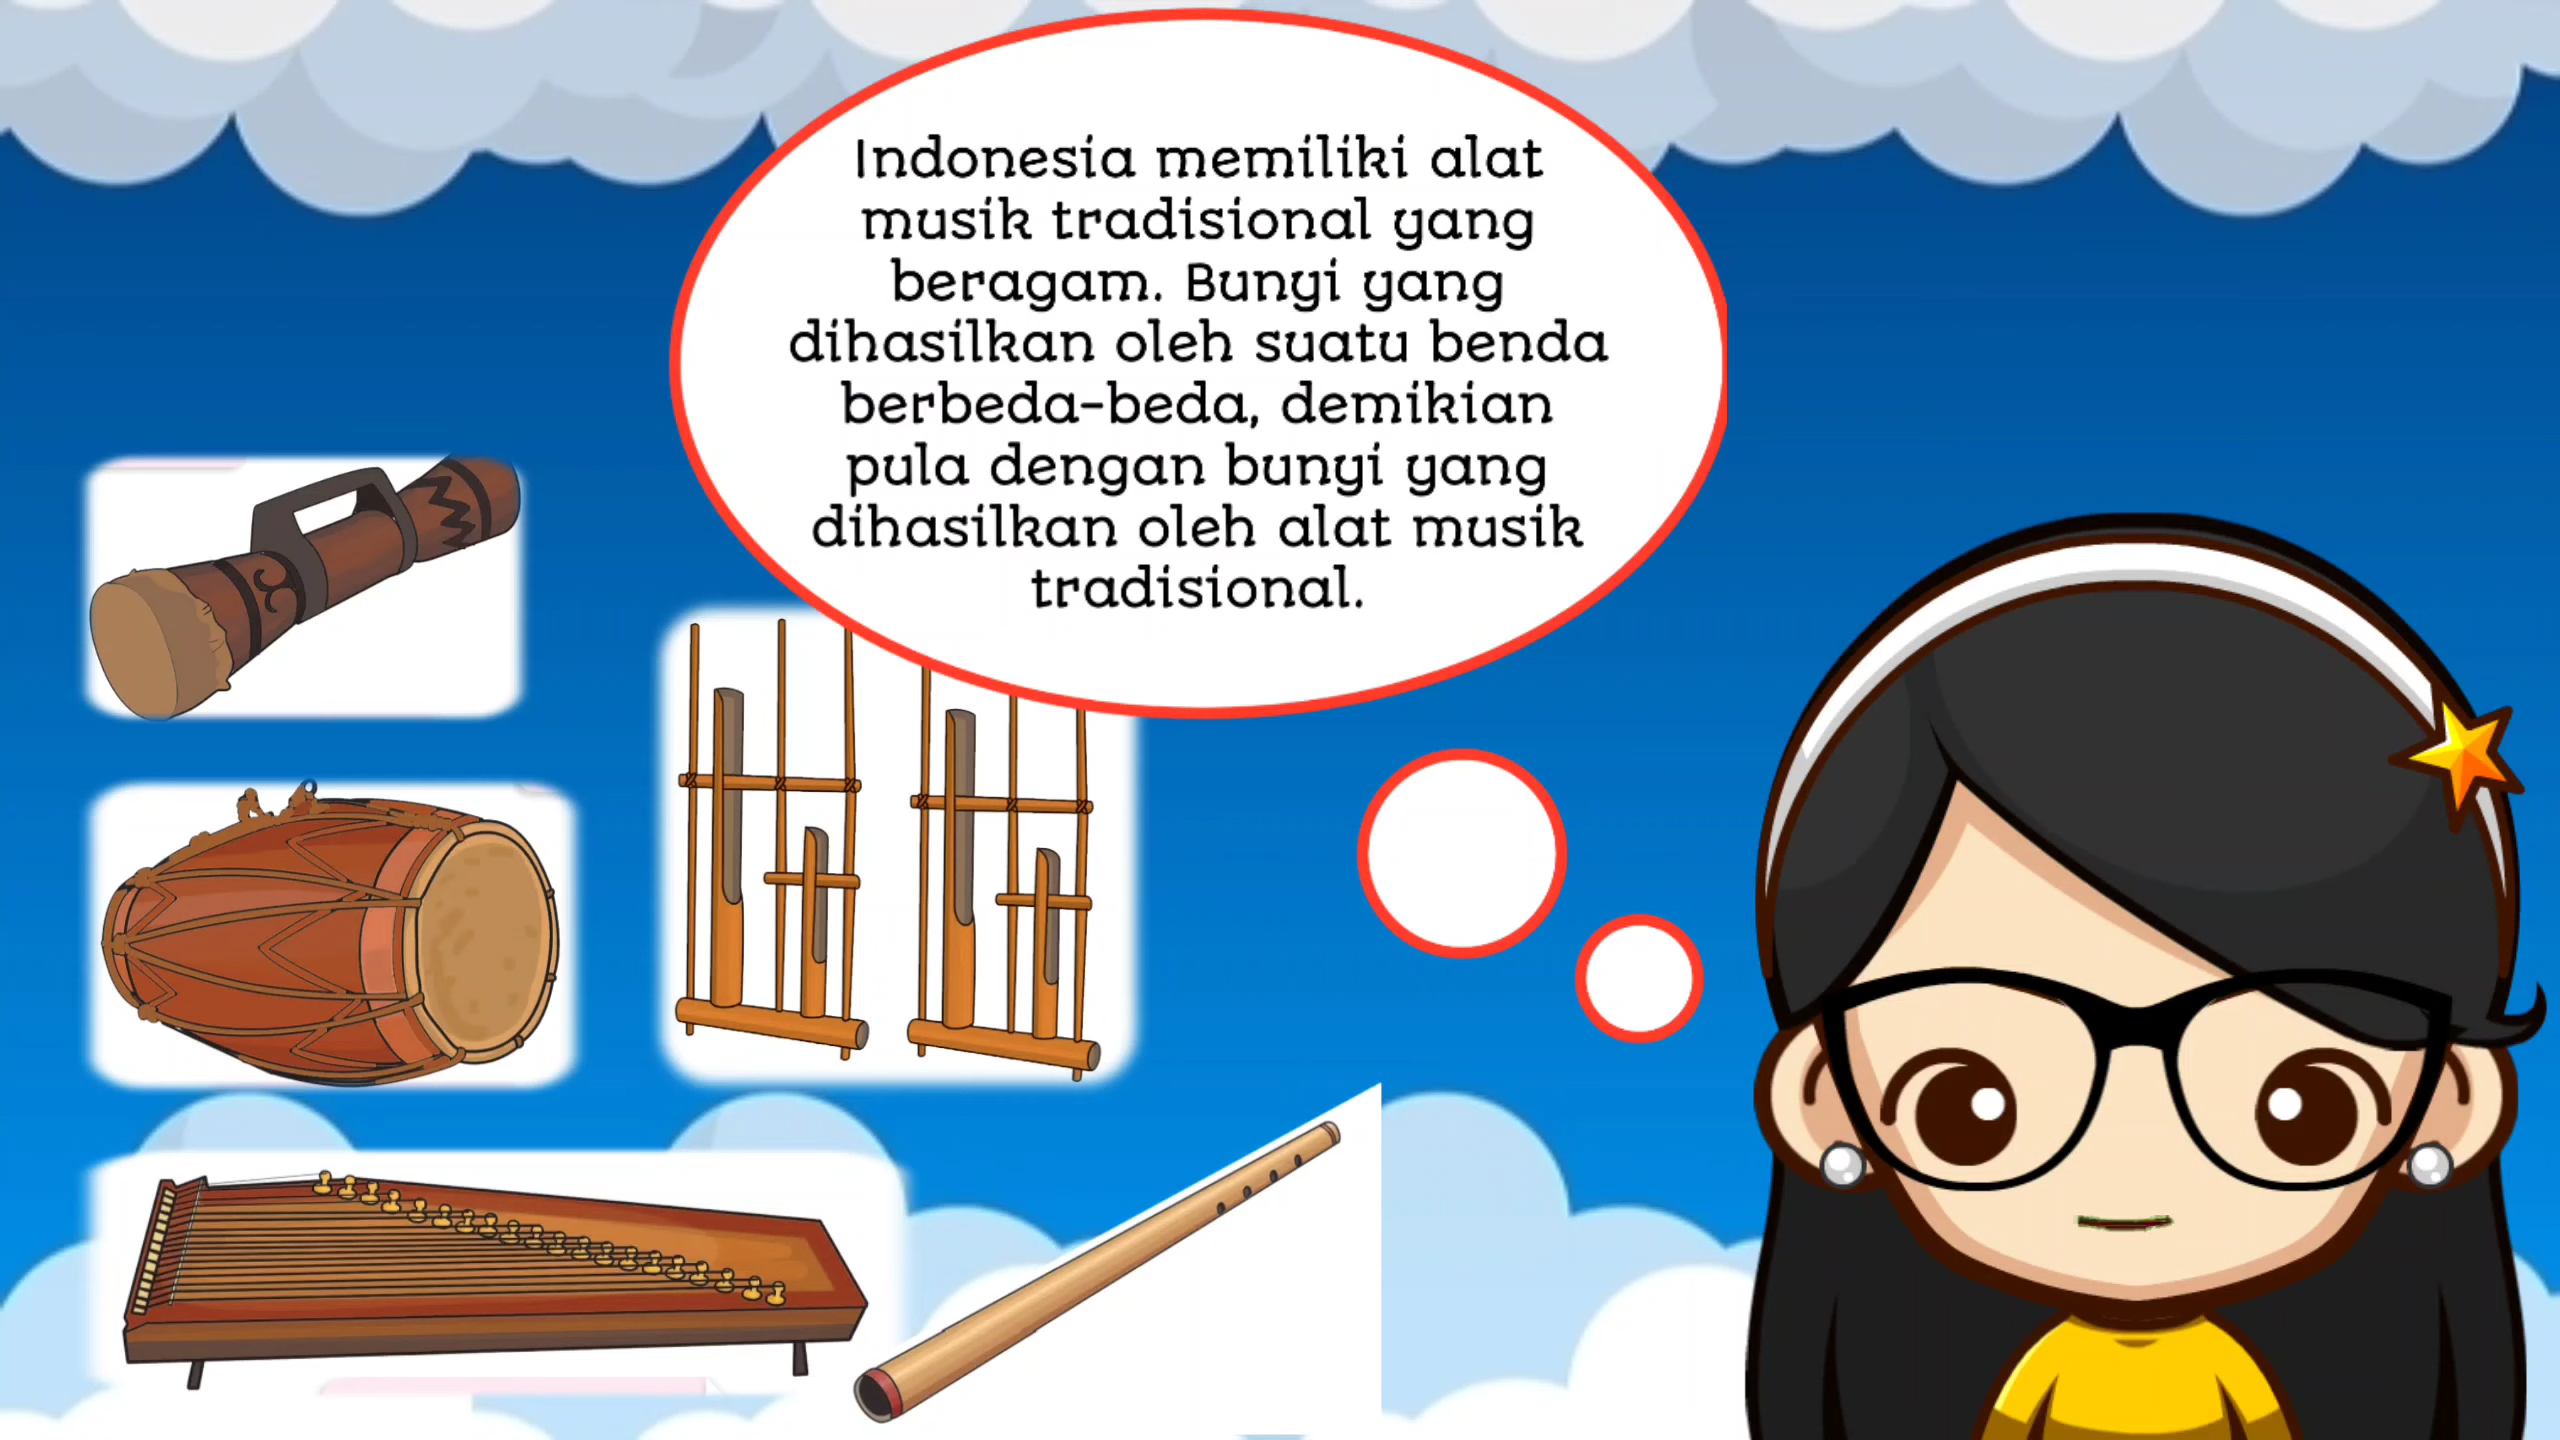 Indonesia memiliki alat
musik tradisional yang
beragam. Bunyi yang
dihasilkan oleh suatu benda
berbeda-beda, demikian
pula dengan bunyi yang
dihasilkan oleh alat musik
tradisional.